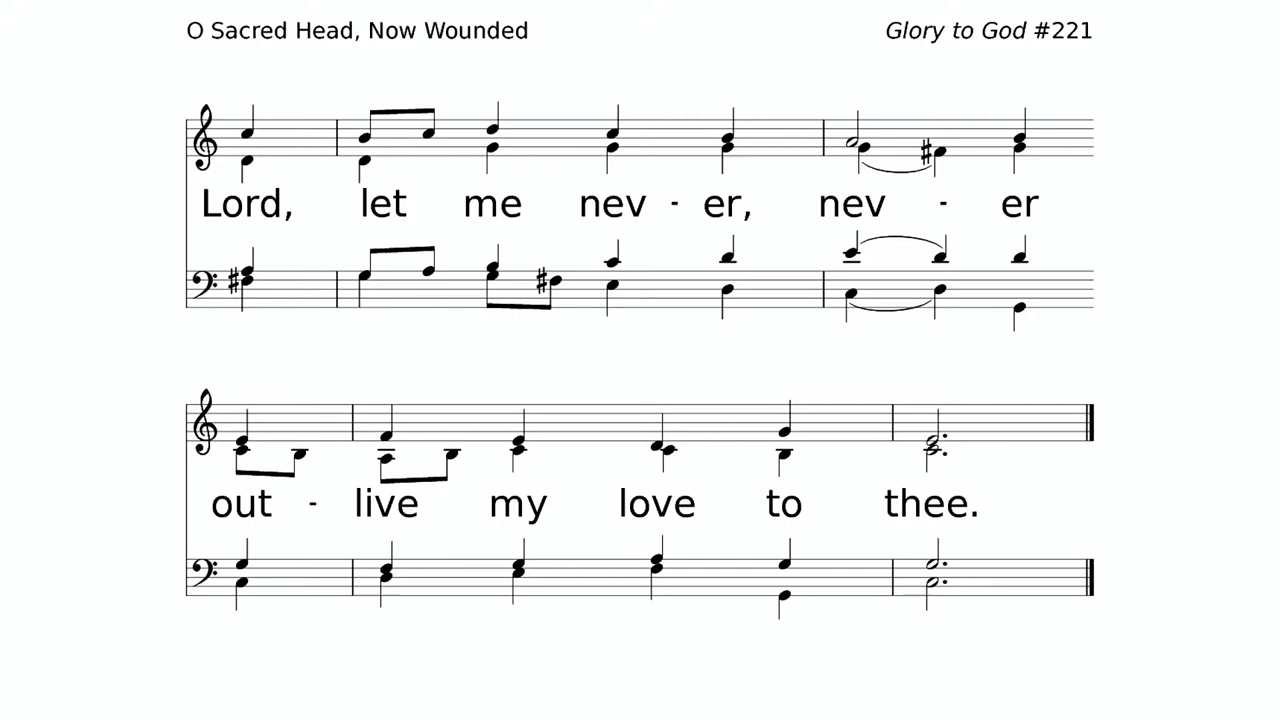 O Sacred Head, Now Wounded
Glory to God #221
Lord, let me nev - er, nev - er
out - live my love to thee.